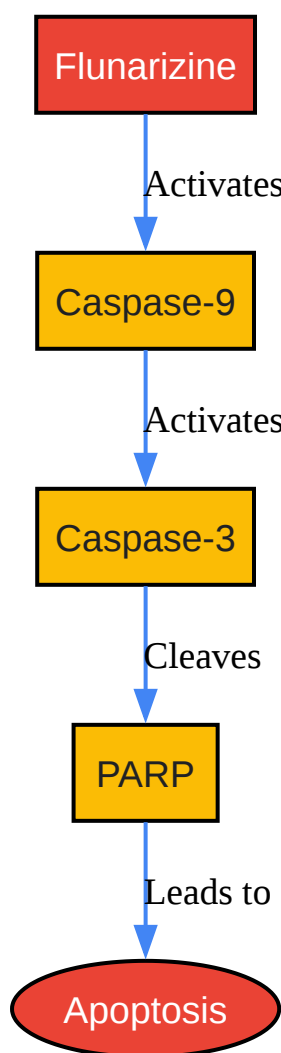 Flunarizine
Activates
Caspase-9
Activates
Caspase-3
Cleaves
PARP
Leads to
Apoptosis